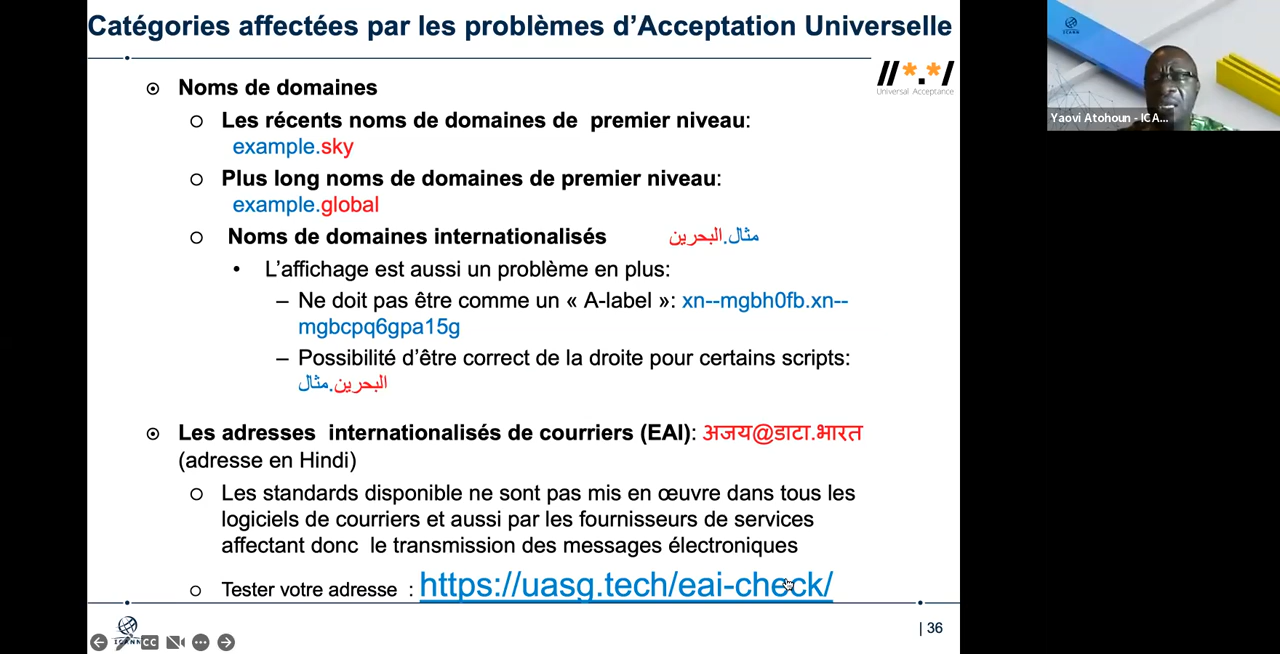 Catégories affectées par les problèmes d’Acceptation Universelle
//*.*/
Universal Acceptance
Noms de domaines
Les récents noms de domaines de premier niveau:
example.sky
Plus long noms de domaines de premier niveau:
example.global
Noms de domaines internationalisés مثال.البحرين
• L’affichage est aussi un problème en plus:
– Ne doit pas être comme un « A-label »: xn--mgbh0fb.xn--
mgbcpq6gpa15g
– Possibilité d’être correct de la droite pour certains scripts:
البحرين.مثال
Les adresses internationalisés de courriers (EAI): अजय@डाटा.भारत
(adresse en Hindi)
Les standards disponible ne sont pas mis en œuvre dans tous les
logiciels de courriers et aussi par les fournisseurs de services
affectant donc le transmission des messages électroniques
Tester votre adresse : https://uasg.tech/eai-check/
ICANN
CC
| 36
ICANN
Yaovi Atohoun - ICA...